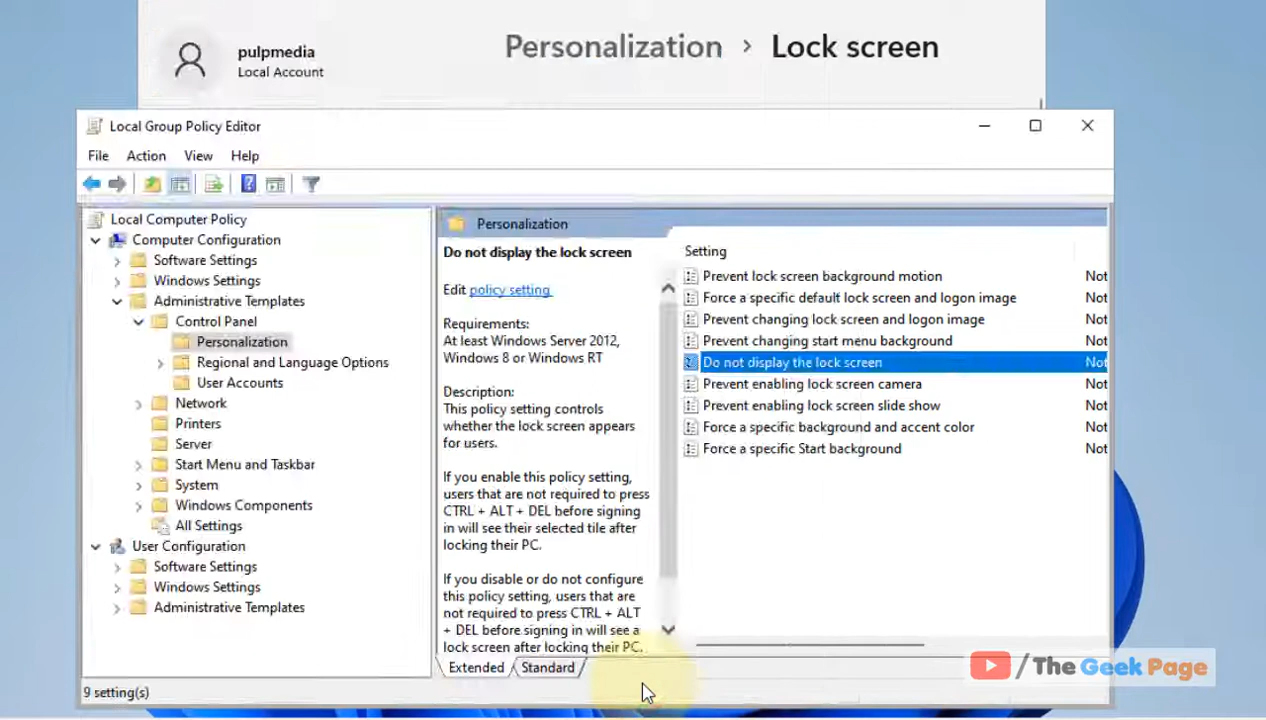 pulpmedia
Local Account
Personalization > Lock screen
Local Group Policy Editor
File Action View Help
Local Computer Policy
Computer Configuration
Software Settings
Windows Settings
Administrative Templates
Control Panel
Personalization
Regional and Language Options
User Accounts
Network
Printers
Server
Start Menu and Taskbar
System
Windows Components
All Settings
User Configuration
Software Settings
Windows Settings
Administrative Templates
Personalization
Do not display the lock screen
Edit policy setting
Requirements:
At least Windows Server 2012,
Windows 8 or Windows RT
Description:
This policy setting controls
whether the lock screen appears
for users.
If you enable this policy setting,
users that are not required to press
CTRL + ALT + DEL before signing
in will see their selected tile after
locking their PC.
If you disable or do not configure
this policy setting, users that are
not required to press CTRL + ALT
+ DEL before signing in will see a
lock screen after locking their PC.
Setting
Prevent lock screen background motion Not
Force a specific default lock screen and logon image Not
Prevent changing lock screen and logon image Not
Prevent changing start menu background Not
Do not display the lock screen Not
Prevent enabling lock screen camera Not
Prevent enabling lock screen slide show Not
Force a specific background and accent color Not
Force a specific Start background Not
Extended Standard
9 setting(s)
/ The Geek Page